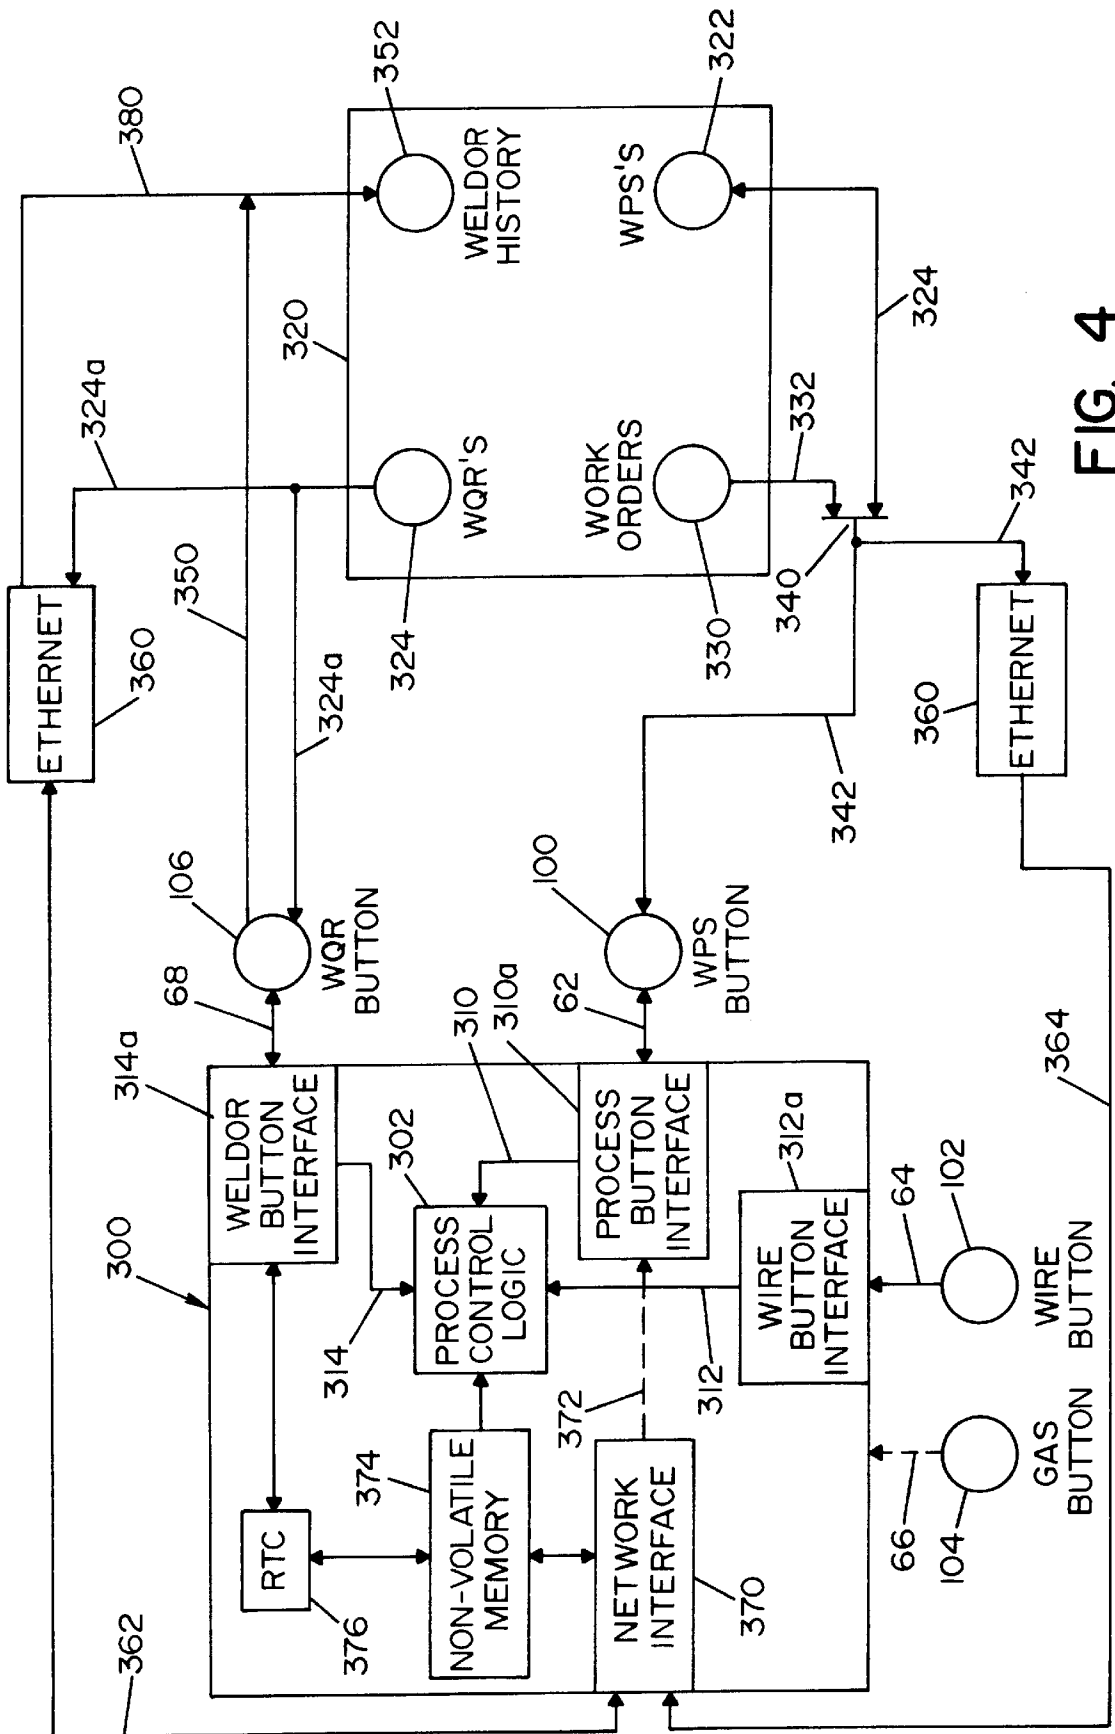 380
352
322
324a
320
WELDOR
HISTORY
WPS'S
ETHERNET
360
350
324a
324
WQR'S
WORK
ORDERS
332
330
340
324
342
342
ETHERNET
360
106
WQR
BUTTON
68
100
WPS
BUTTON
62
314a
310
310a
364
300
WELDOR
BUTTON
INTERFACE
302
PROCESS
CONTROL
LOGIC
314
PROCESS
BUTTON
INTERFACE
312a
WIRE
BUTTON
INTERFACE
312
372
64
102
WIRE
BUTTON
RTC
376
374
NON-VOLATILE
MEMORY
NETWORK
INTERFACE
370
66
104
GAS
BUTTON
362
FIG. 4